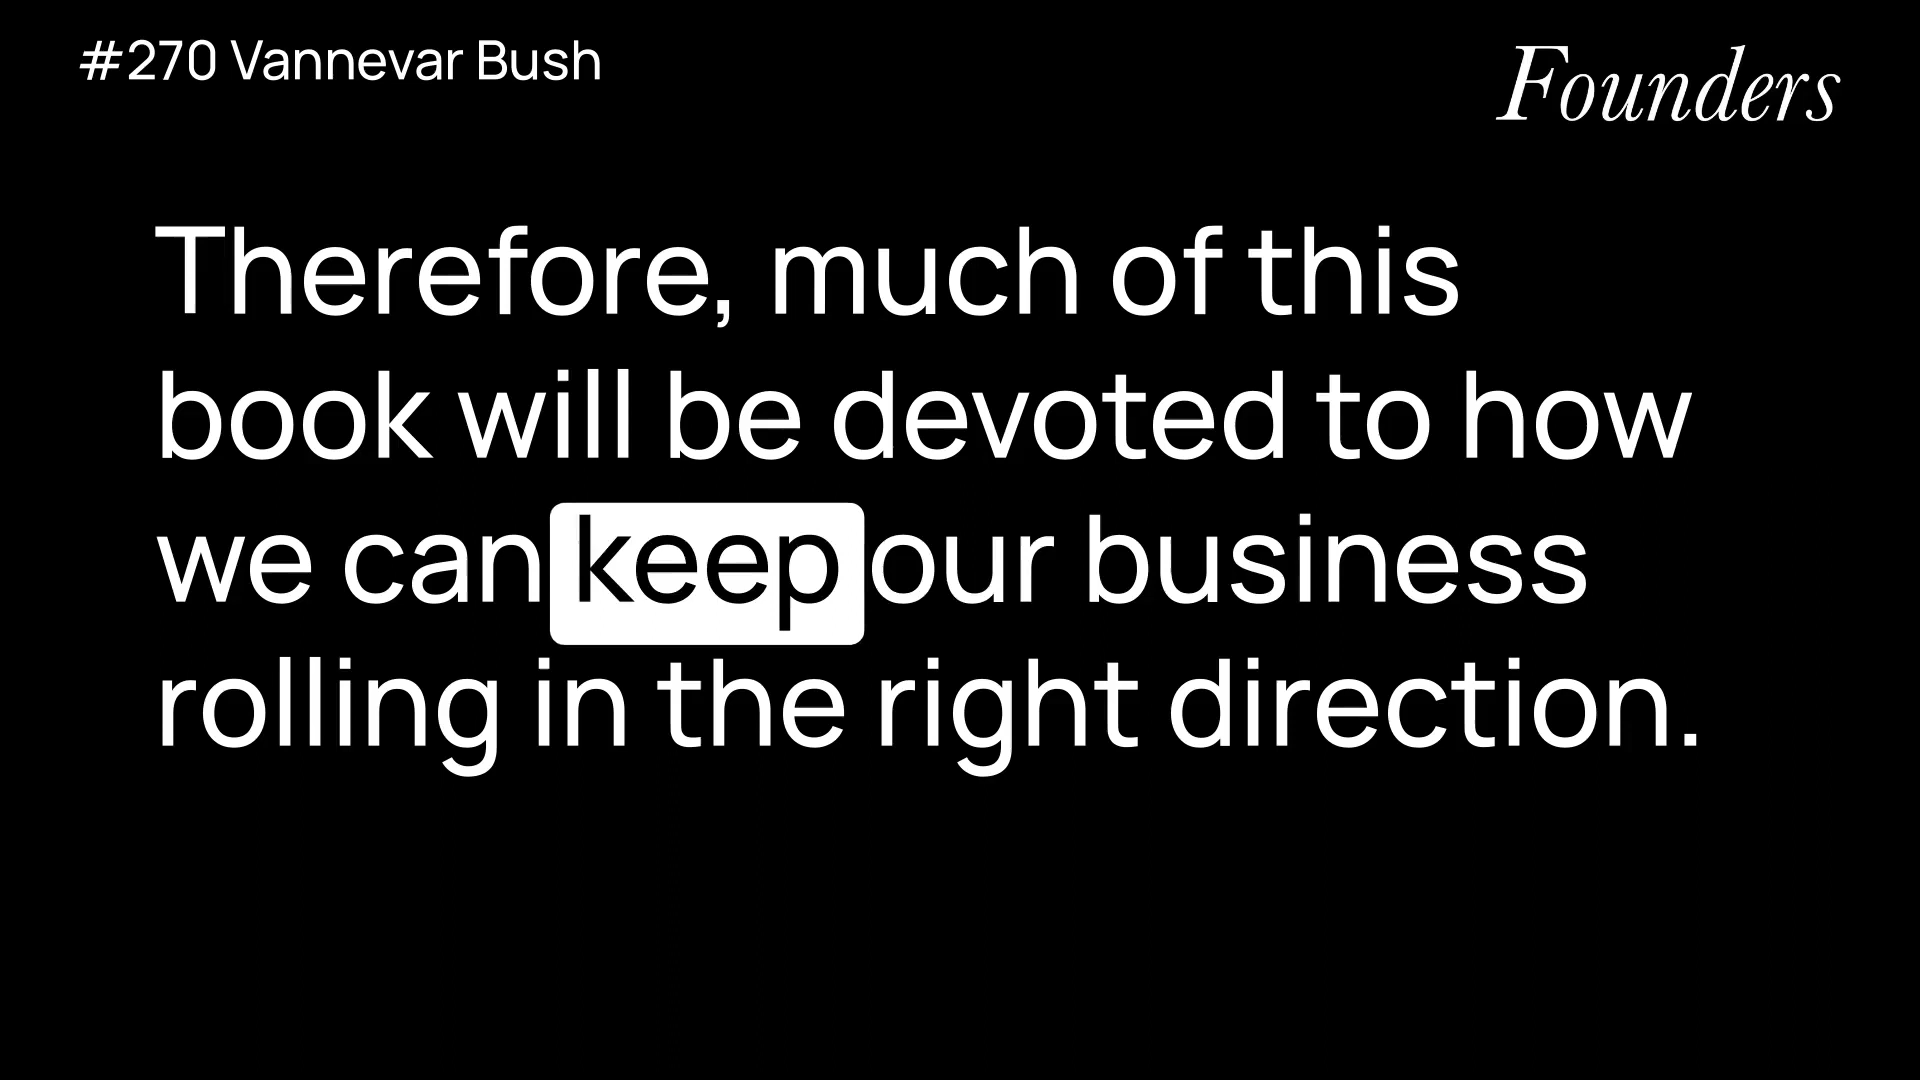 #270 Vannevar Bush
Founders
Therefore, much of this
book will be devoted to how
we can keep our business
rolling in the right direction.